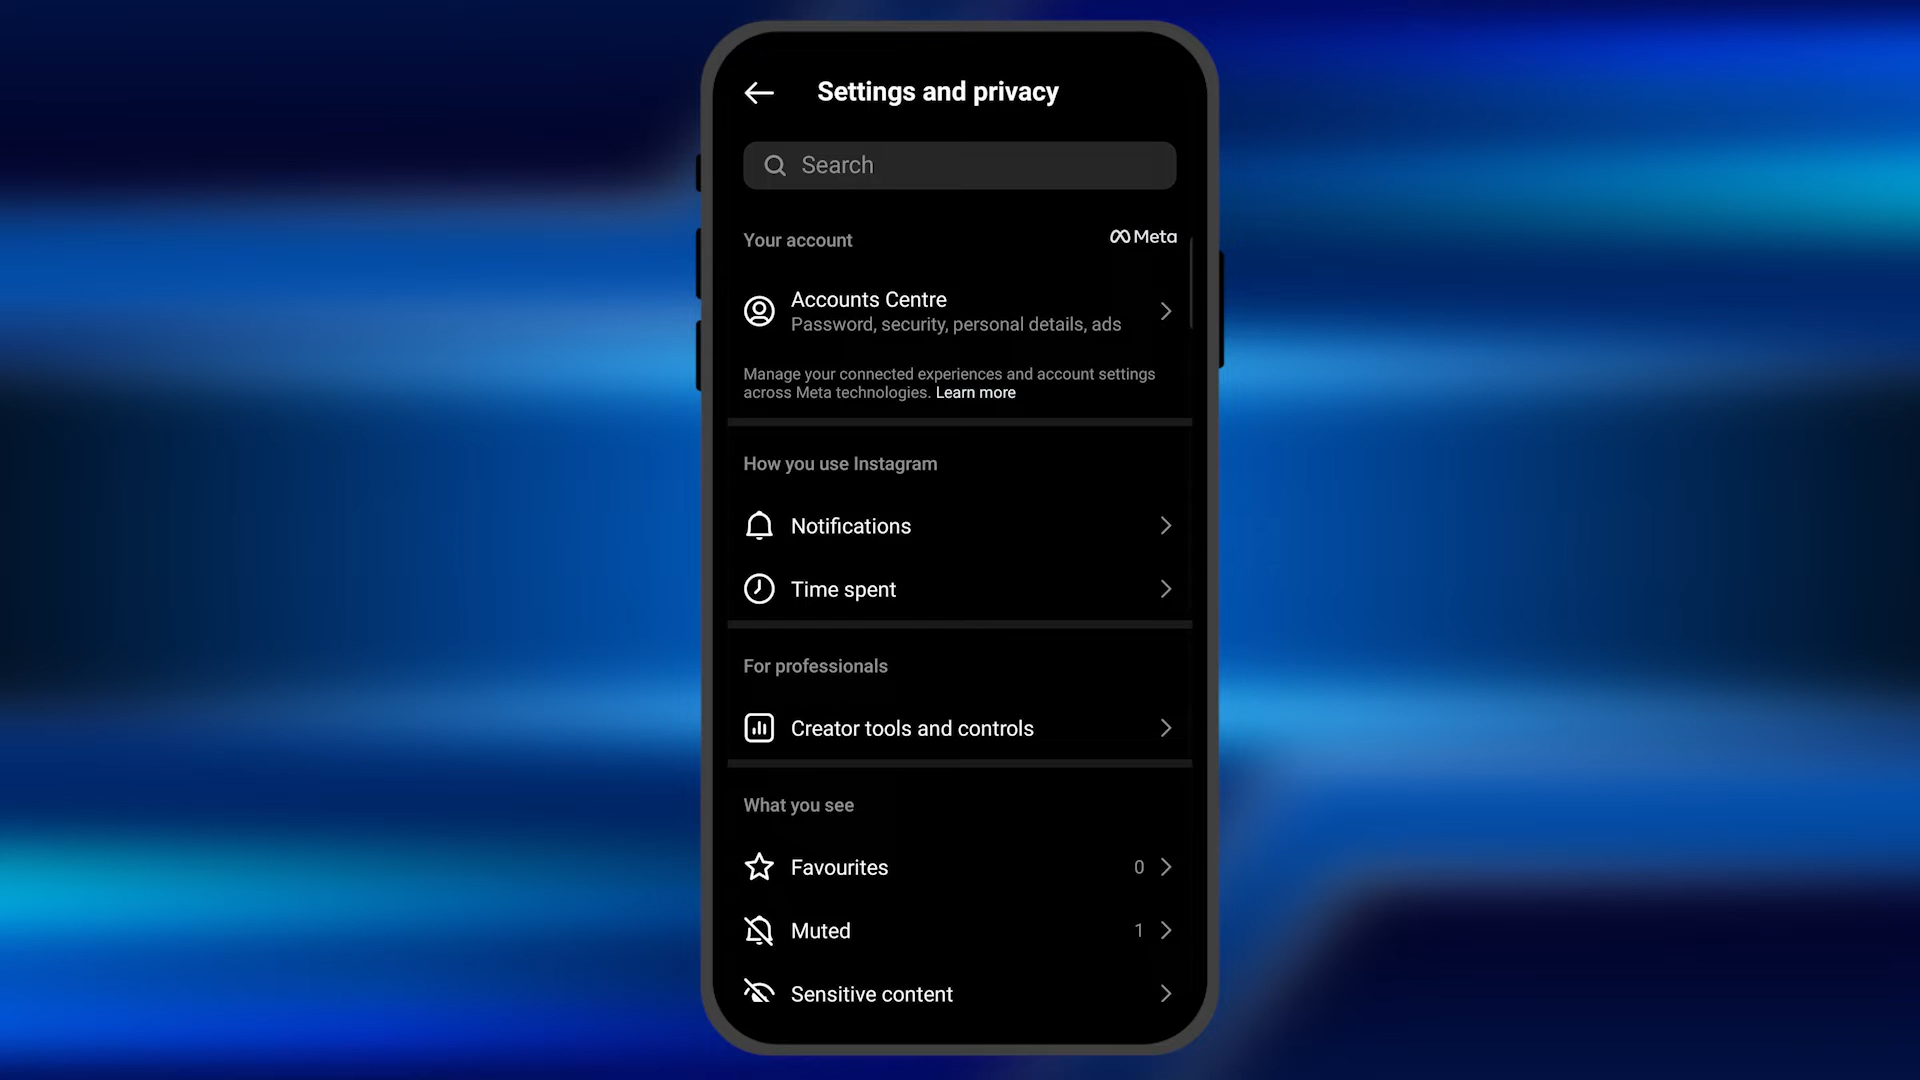 Settings and privacy
Search
Your account
Meta
Accounts Centre
Password, security, personal details, ads
Manage your connected experiences and account settings
across Meta technologies. Learn more
How you use Instagram
Notifications
Time spent
For professionals
Creator tools and controls
What you see
Favourites 0
Muted 1
Sensitive content